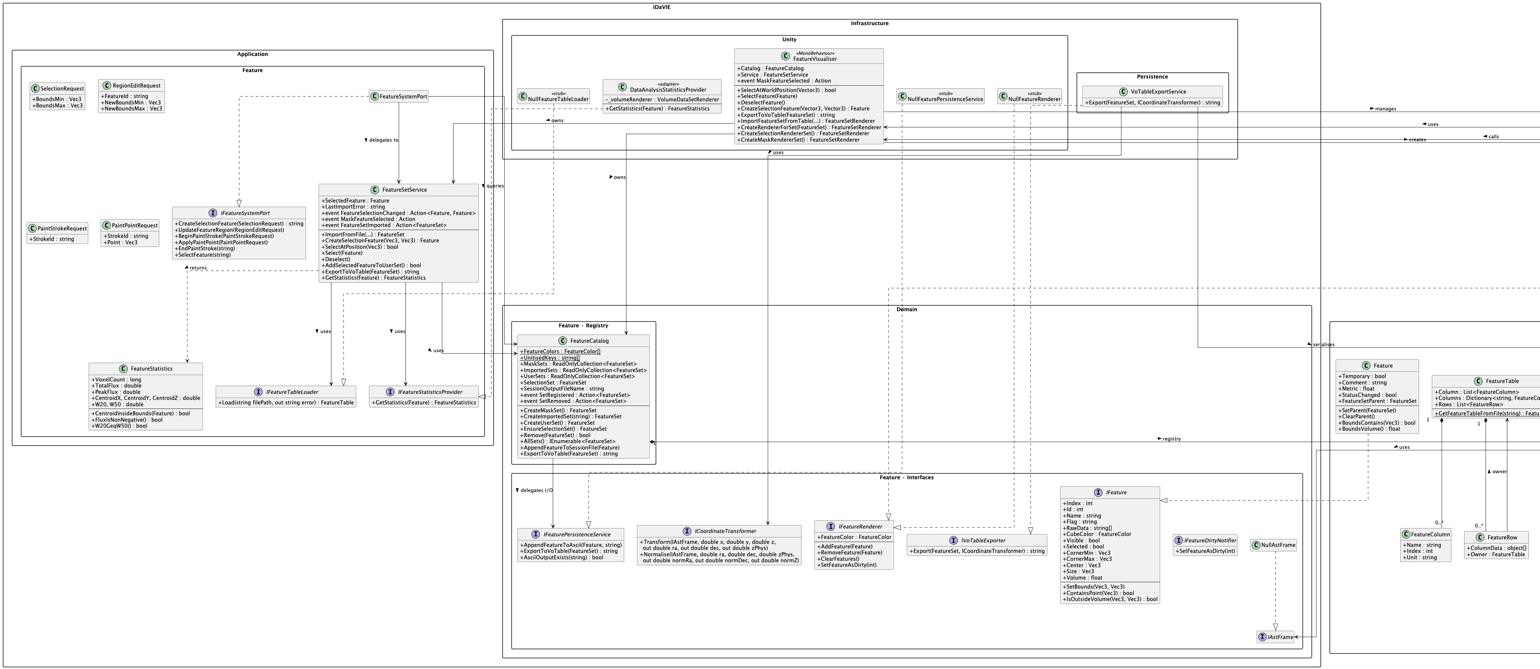 iDaVIE
Infrastructure
Unity
Application
Feature
C SelectionRequest
+BoundsMin : Vec3
+BoundsMax : Vec3
C RegionEditRequest
+FeatureId : string
+NewBoundsMin : Vec3
+NewBoundsMax : Vec3
C FeatureSystemPort
«stub»
C NullFeatureTableLoader
«adapter»
C DataAnalysisStatisticsProvider
-_volumeRenderer : VolumeDataSetRenderer
+GetStatistics(Feature) : FeatureStatistics
«MonoBehaviour»
C FeatureVisualiser
+Catalog : FeatureCatalog
+Service : FeatureSetService
+event MaskFeatureSelected : Action
+SelectAtWorldPosition(Vector3) : bool
+SelectFeature(Feature)
+DeselectFeature()
+CreateSelectionFeature(Vector3, Vector3) : Feature
+ExportToVoTable(FeatureSet) : string
+ImportFeatureSetFromTable(...) : FeatureSetRenderer
+CreateRendererForSet(FeatureSet) : FeatureSetRenderer
+CreateSelectionRendererSet() : FeatureSetRenderer
+CreateMaskRendererSet() : FeatureSetRenderer
«stub»
C NullFeaturePersistenceService
«stub»
C NullFeatureRenderer
Persistence
C VoTableExportService
+Export(FeatureSet, ICoordinateTransformer) : string
manages
uses
calls
creates
owns
delegates to
uses
owns
queries
C FeatureSetService
+SelectedFeature : Feature
+LastImportError : string
+event FeatureSelectionChanged : Action<Feature, Feature>
+event MaskFeatureSelected : Action
+event FeatureSetImported : Action<FeatureSet>
+ImportFromFile(...) : FeatureSet
+CreateSelectionFeature(Vec3, Vec3) : Feature
+SelectAtPosition(Vec3) : bool
+Select(Feature)
+Deselect()
+AddSelectedFeatureToUserSet() : bool
+ExportToVoTable(FeatureSet) : string
+GetStatistics(Feature) : FeatureStatistics
C PaintStrokeRequest
+StrokeId : string
C PaintPointRequest
+StrokeId : string
+Point : Vec3
I IFeatureSystemPort
+CreateSelectionFeature(SelectionRequest) : string
+UpdateFeatureRegion(RegionEditRequest)
+BeginPaintStroke(PaintStrokeRequest)
+ApplyPaintPoint(PaintPointRequest)
+EndPaintStroke(string)
+SelectFeature(string)
returns
uses
uses
uses
C FeatureStatistics
+VoxelCount : long
+TotalFlux : double
+PeakFlux : double
+CentroidX, CentroidY, CentroidZ : double
+W20, W50 : double
+CentroidInsideBounds(Feature) : bool
+FluxIsNonNegative() : bool
+W20GeqW50() : bool
I IFeatureTableLoader
+Load(string filePath, out string error) : FeatureTable
I IFeatureStatisticsProvider
+GetStatistics(Feature) : FeatureStatistics
Domain
Feature - Registry
C FeatureCatalog
+FeatureColors : FeatureColor[]
+UnitisedKeys : string[]
+MaskSets : ReadOnlyCollection<FeatureSet>
+ImportedSets : ReadOnlyCollection<FeatureSet>
+UserSets : ReadOnlyCollection<FeatureSet>
+SelectionSet : FeatureSet
+SessionOutputFileName : string
+event SetRegistered : Action<FeatureSet>
+event SetRemoved : Action<FeatureSet>
+CreateMaskSet() : FeatureSet
+CreateImportedSet(string) : FeatureSet
+CreateUserSet() : FeatureSet
+EnsureSelectionSet() : FeatureSet
+Remove(FeatureSet) : bool
+AllSets() : IEnumerable<FeatureSet>
+AppendFeatureToSessionFile(Feature)
+ExportToVoTable(FeatureSet) : string
serialises
registry
uses
C Feature
+Temporary : bool
+Comment : string
+Metric : float
+StatusChanged : bool
+FeatureSetParent : FeatureSet
+SetParent(FeatureSet)
+ClearParent()
+BoundsContains(Vec3) : bool
+BoundsVolume() : float
C FeatureTable
+Column : List<FeatureColumn>
+Columns : Dictionary<string, FeatureCo
+Rows : List<FeatureRow>
+GetFeatureTableFromFile(string) : Featu
1
1
owner
0..*
0..*
C FeatureColumn
+Name : string
+Index : int
+Unit : string
C FeatureRow
+ColumnData : object[]
+Owner : FeatureTable
delegates I/O
Feature - Interfaces
I IFeaturePersistenceService
+AppendFeatureToAscii(Feature, string)
+ExportToVoTable(FeatureSet) : string
+AsciiOutputExists(string) : bool
I ICoordinateTransformer
+Transform(IAstFrame, double x, double y, double z,
out double ra, out double dec, out double zPhys)
+Normalise(IAstFrame, double ra, double dec, double zPhys,
out double normRa, out double normDec, out double normZ)
I IFeatureRenderer
+FeatureColor : FeatureColor
+AddFeature(Feature)
+RemoveFeature(Feature)
+ClearFeatures()
+SetFeatureAsDirty(int)
I IVoTableExporter
+Export(FeatureSet, ICoordinateTransformer) : string
I IFeature
+Index : int
+Id : int
+Name : string
+Flag : string
+RawData : string[]
+CubeColor : FeatureColor
+Visible : bool
+Selected : bool
+CornerMin : Vec3
+CornerMax : Vec3
+Center : Vec3
+Size : Vec3
+Volume : float
+SetBounds(Vec3, Vec3)
+ContainsPoint(Vec3) : bool
+IsOutsideVolume(Vec3, Vec3) : bool
I IFeatureDirtyNotifier
+SetFeatureAsDirty(int)
C NullAstFrame
I IAstFrame